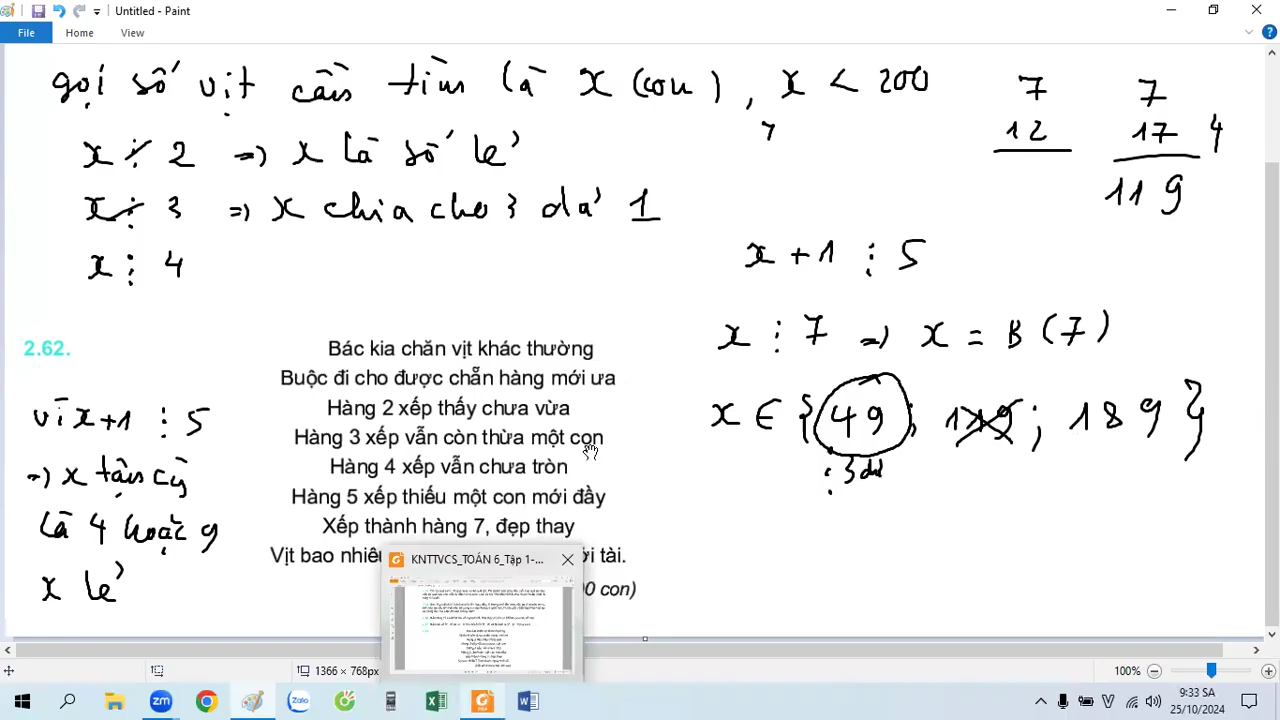 Untitled - Paint
File Home View
gọi số vịt cần tìm là x (con), x < 200
x ⋮̸ 2 => x là số lẻ
x ⋮̸ 3 => x chia cho 3 dư 1
x ⋮ 4
7
12
7
17 4
119
x + 1 ⋮ 5
x ⋮ 7 => x = B (7)
x ∈ { 49 ; 119 ; 189 }
⋮ 3 dư 1
2.62.
Bác kia chăn vịt khác thường
Buộc đi cho được chẵn hàng mới ưa
Hàng 2 xếp thấy chưa vừa
Hàng 3 xếp vẫn còn thừa một con
Hàng 4 xếp vẫn chưa tròn
Hàng 5 xếp thiếu một con mới đầy
Xếp thành hàng 7, đẹp thay
Vịt bao nhiêu
tài.
con)
vì x+1 ⋮ 5
=> x tận cùng
là 4 hoặc 9
x lẻ
KNTTVCS_TOÁN 6_Tập 1-...
1366 × 768px
100%
9:33 SA
25/10/2024